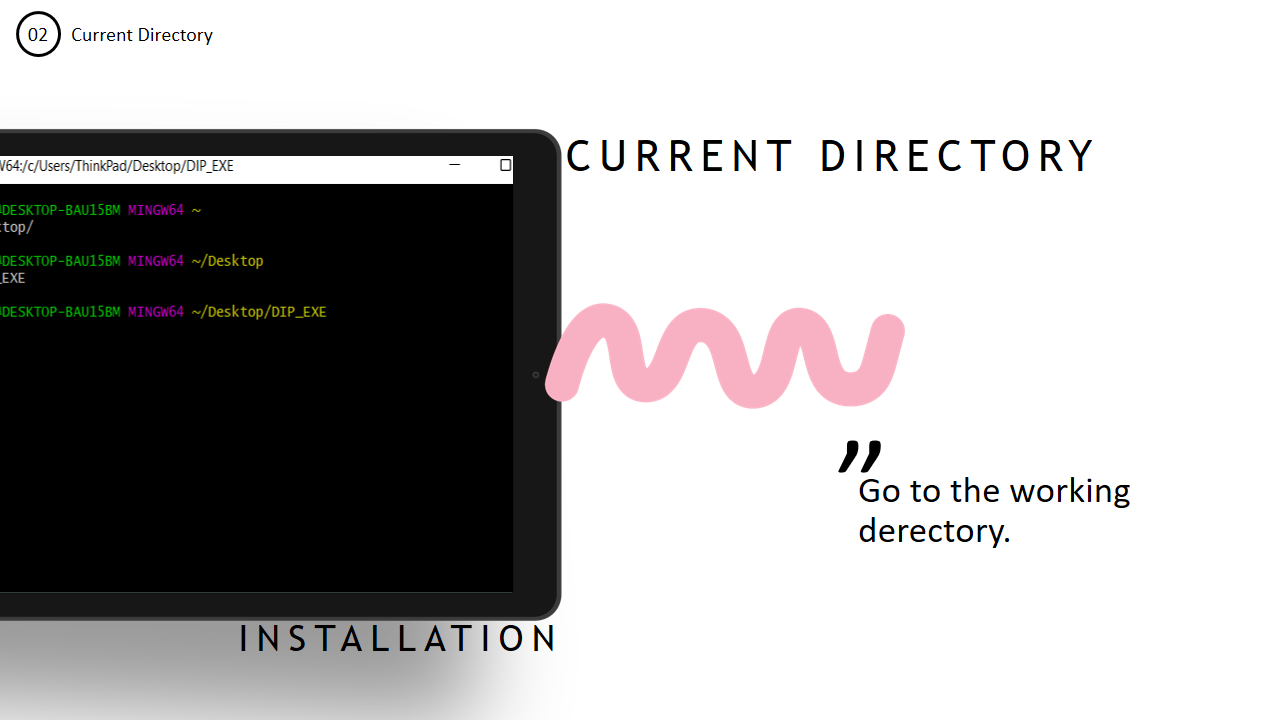 02 Current Directory
CURRENT DIRECTORY
W64:/c/Users/ThinkPad/Desktop/DIP_EXE
DESKTOP-BAU15BM MINGW64 ~
top/
DESKTOP-BAU15BM MINGW64 ~/Desktop
_EXE
DESKTOP-BAU15BM MINGW64 ~/Desktop/DIP_EXE
”
Go to the working
derectory.
INSTALLATION